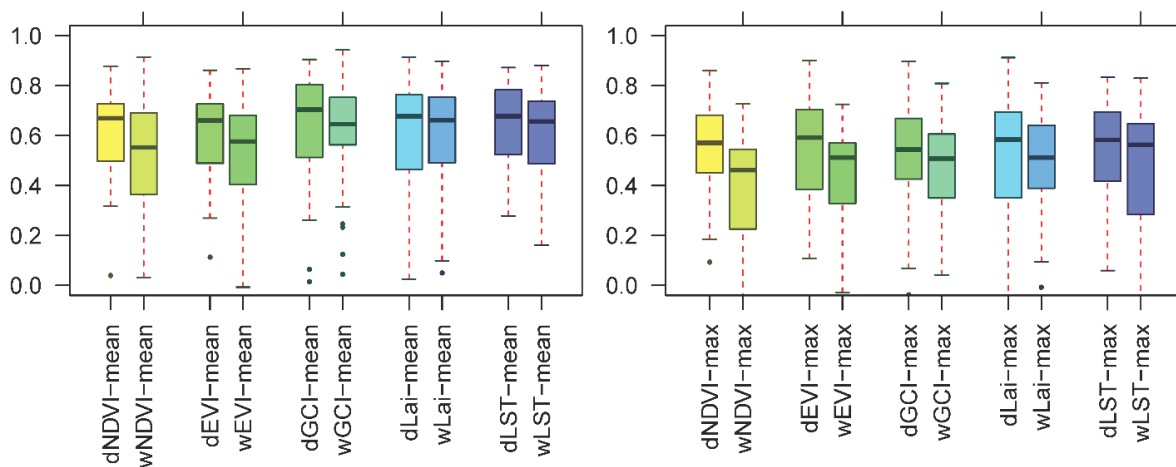 1.0
0.8
0.6
0.4
0.2
0.0
dNDVI-mean
wNDVI-mean
dEVI-mean
wEVI-mean
dGCI-mean
wGCI-mean
dLai-mean
wLai-mean
dLST-mean
wLST-mean
1.0
0.8
0.6
0.4
0.2
0.0
dNDVI-max
wNDVI-max
dEVI-max
wEVI-max
dGCI-max
wGCI-max
dLai-max
wLai-max
dLST-max
wLST-max